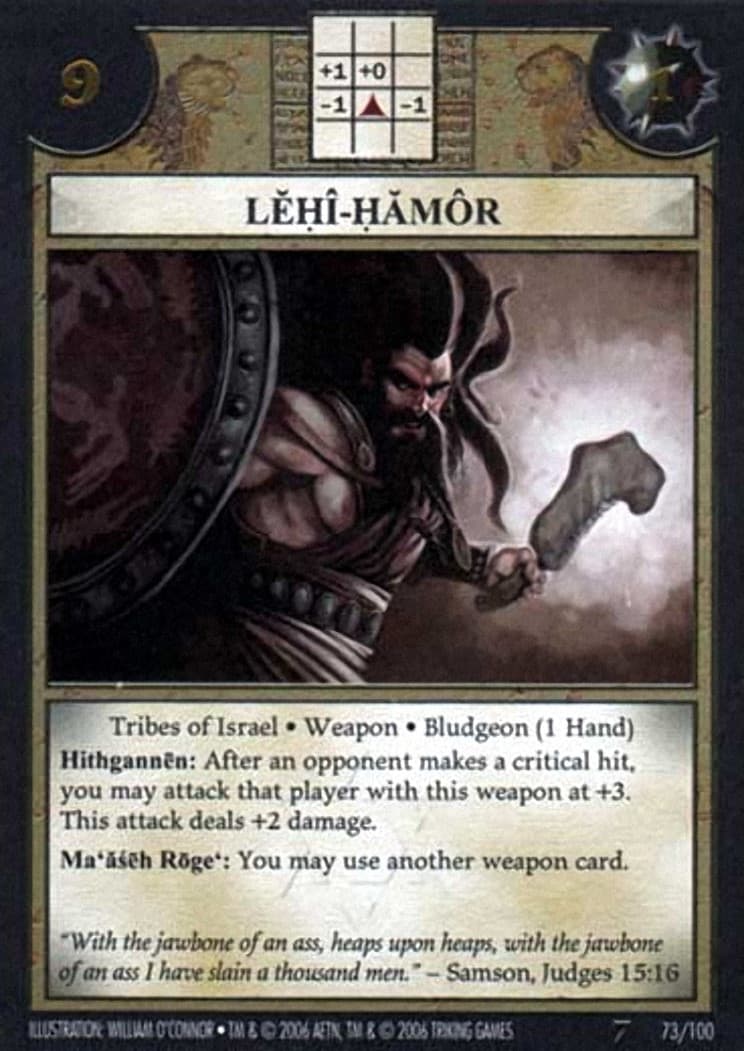 9
+1 +0
-1 -1
1
LĔḤÎ-ḤĂMÔR
Tribes of Israel • Weapon • Bludgeon (1 Hand)
Hithgannēn: After an opponent makes a critical hit,
you may attack that player with this weapon at +3.
This attack deals +2 damage.
Ma‘ăśēh Rōge‘: You may use another weapon card.
“With the jawbone of an ass, heaps upon heaps, with the jawbone
of an ass I have slain a thousand men.” – Samson, Judges 15:16
ILLUSTRATION: WILLIAM O'CONNOR • TM & © 2006 AETN, TM & © 2006 TRIKING GAMES 7 73/100